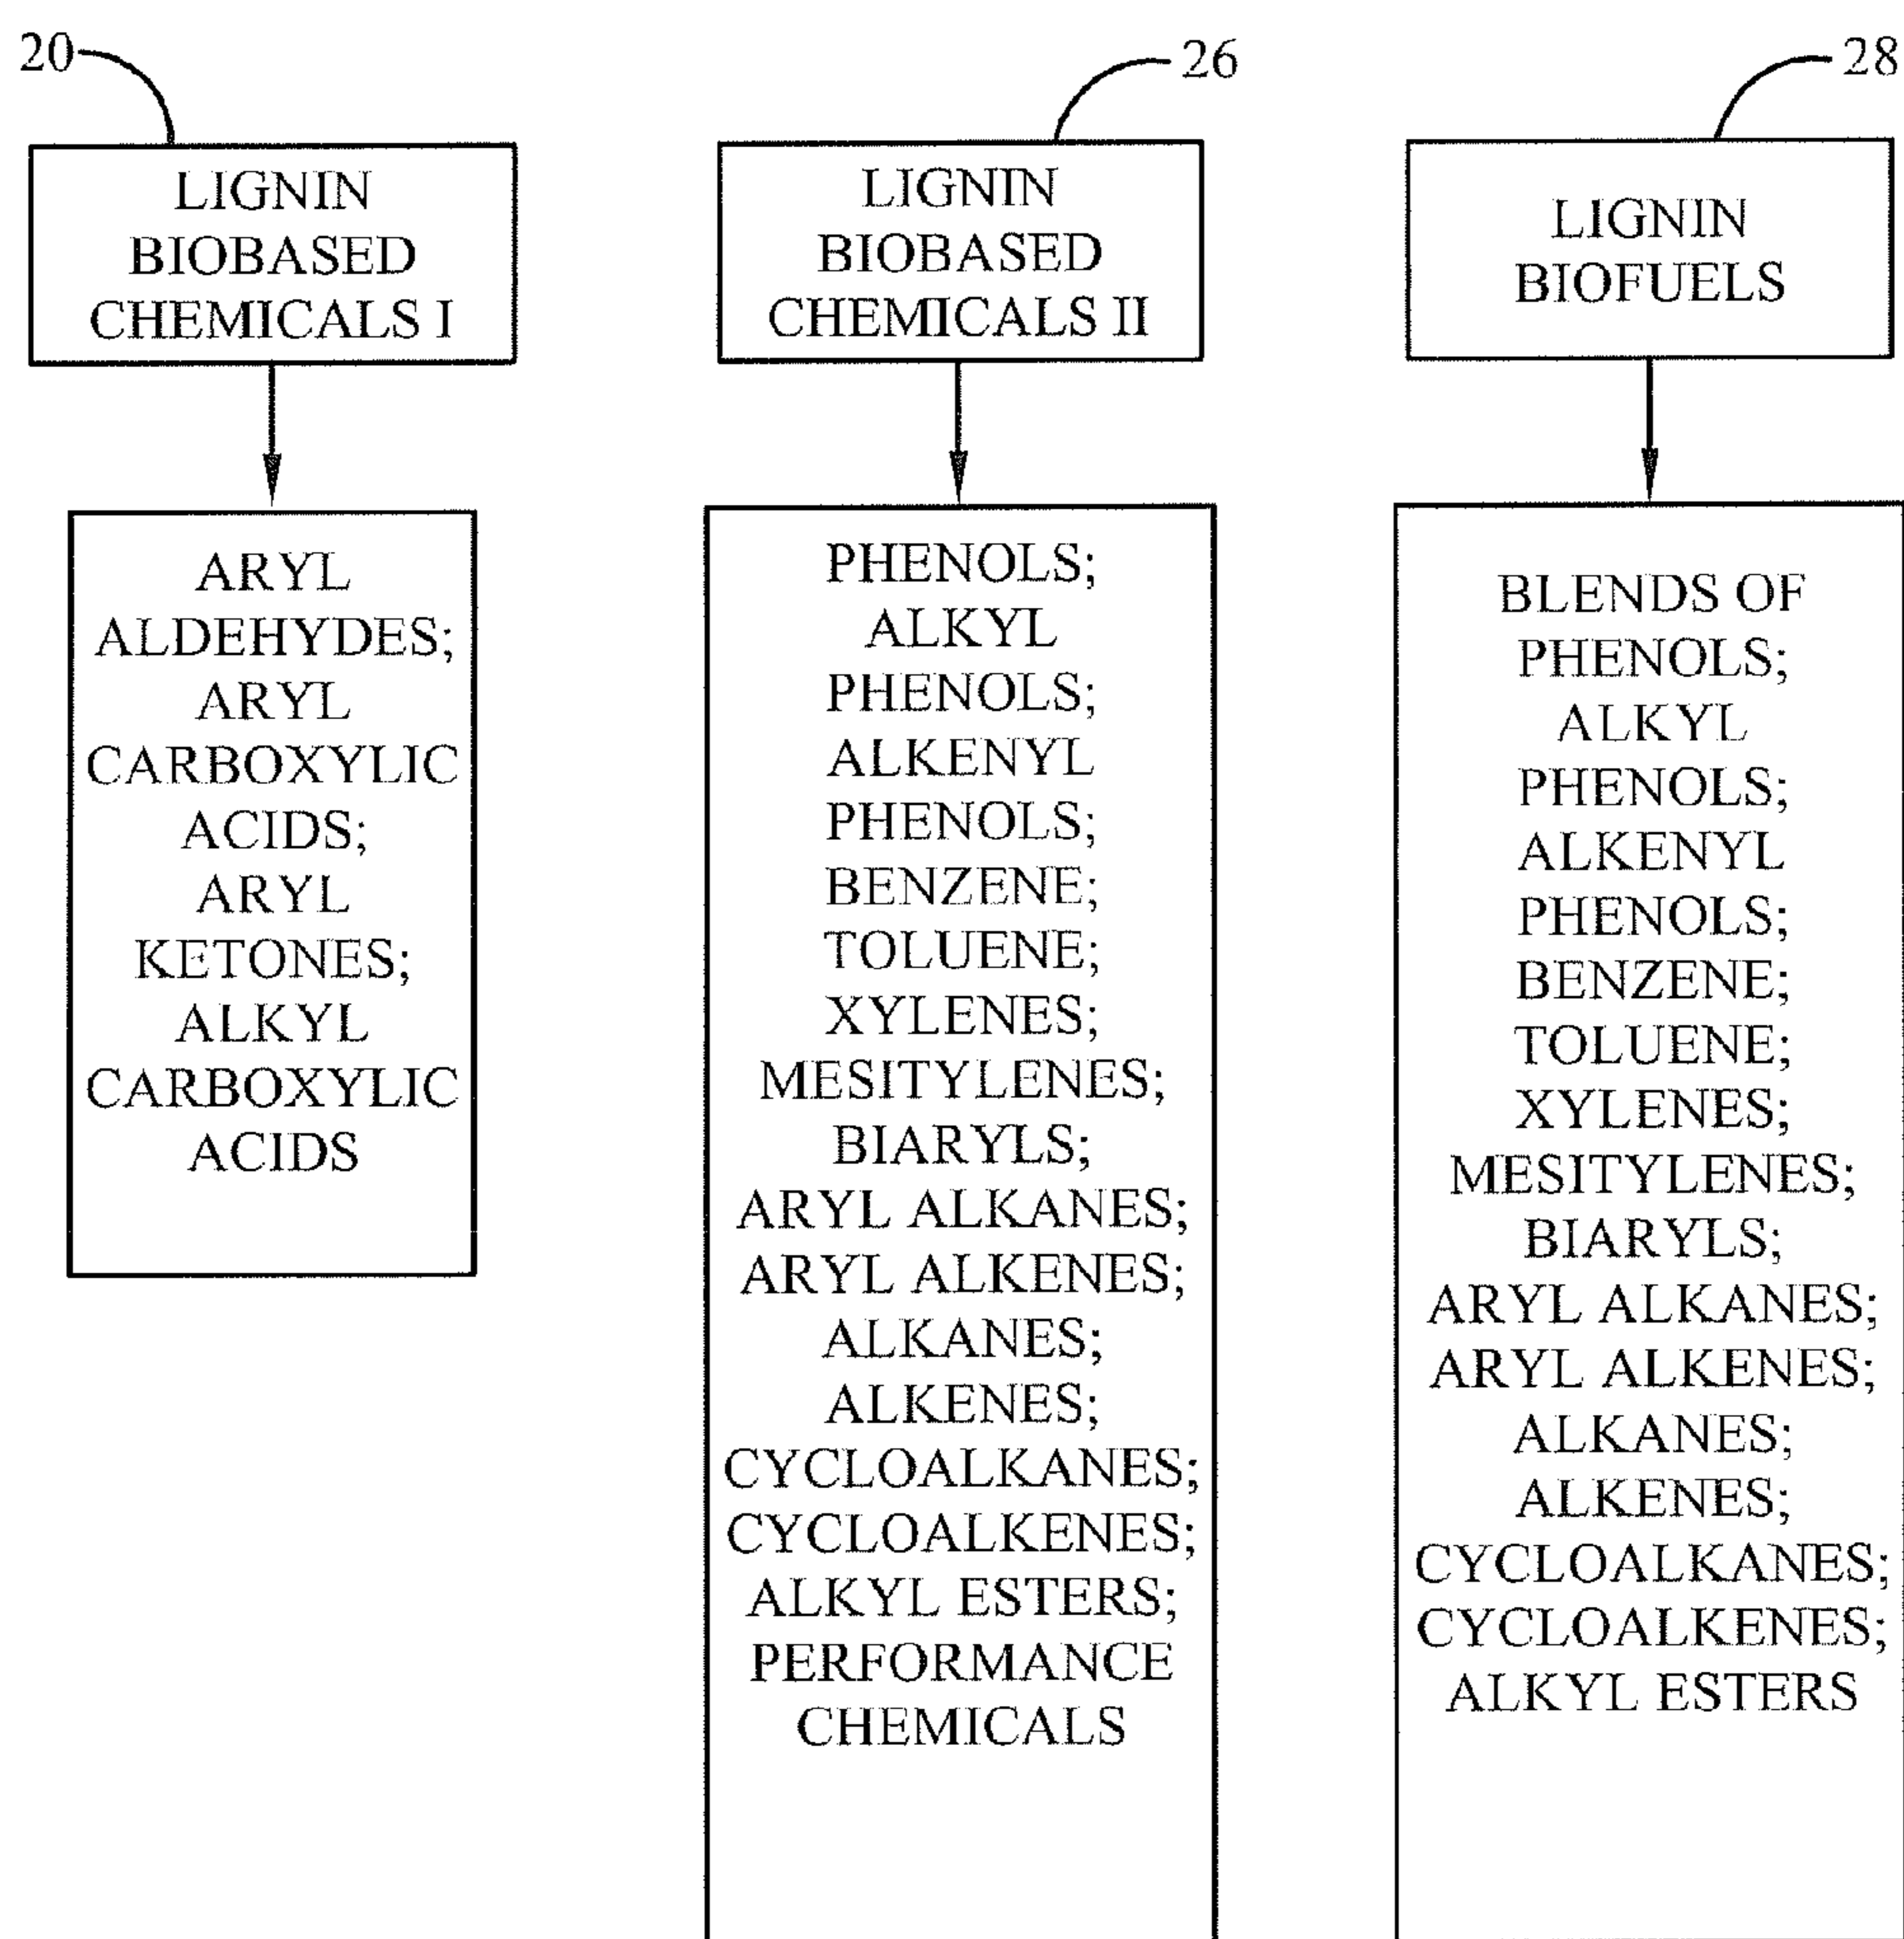 20
LIGNIN
BIOBASED
CHEMICALS I
ARYL
ALDEHYDES;
ARYL
CARBOXYLIC
ACIDS;
ARYL
KETONES;
ALKYL
CARBOXYLIC
ACIDS
26
LIGNIN
BIOBASED
CHEMICALS II
PHENOLS;
ALKYL
PHENOLS;
ALKENYL
PHENOLS;
BENZENE;
TOLUENE;
XYLENES;
MESITYLENES;
BIARYLS;
ARYL ALKANES;
ARYL ALKENES;
ALKANES;
ALKENES;
CYCLOALKANES;
CYCLOALKENES;
ALKYL ESTERS;
PERFORMANCE
CHEMICALS
28
LIGNIN
BIOFUELS
BLENDS OF
PHENOLS;
ALKYL
PHENOLS;
ALKENYL
PHENOLS;
BENZENE;
TOLUENE;
XYLENES;
MESITYLENES;
BIARYLS;
ARYL ALKANES;
ARYL ALKENES;
ALKANES;
ALKENES;
CYCLOALKANES;
CYCLOALKENES;
ALKYL ESTERS